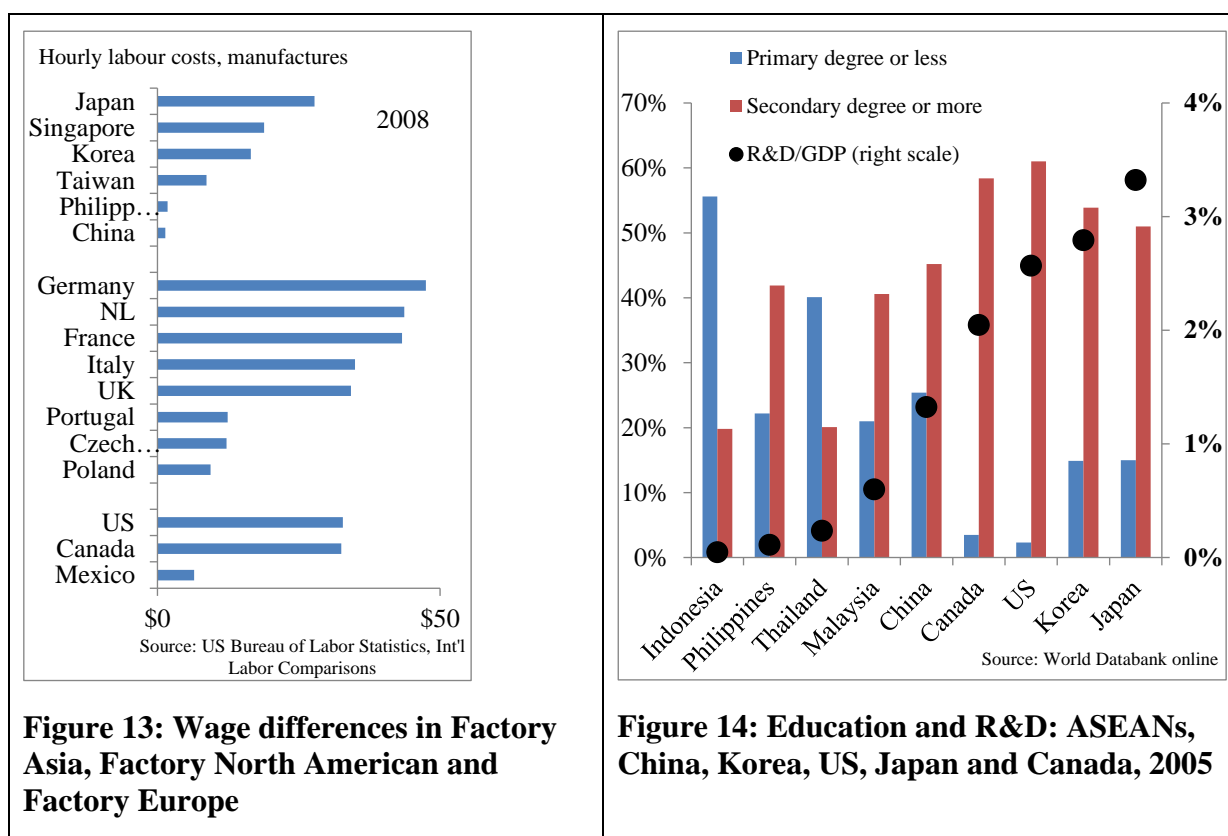 Hourly labour costs, manufactures
2008
Japan
Singapore
Korea
Taiwan
Philipp…
China
Germany
NL
France
Italy
UK
Portugal
Czech…
Poland
US
Canada
Mexico
$0
$50
Source: US Bureau of Labor Statistics, Int'l
Labor Comparisons
Figure 13: Wage differences in Factory
Asia, Factory North American and
Factory Europe
Primary degree or less
Secondary degree or more
R&D/GDP (right scale)
70%
60%
50%
40%
30%
20%
10%
0%
4%
3%
2%
1%
0%
Indonesia
Philippines
Thailand
Malaysia
China
Canada
US
Korea
Japan
Source: World Databank online
Figure 14: Education and R&D: ASEANs,
China, Korea, US, Japan and Canada, 2005